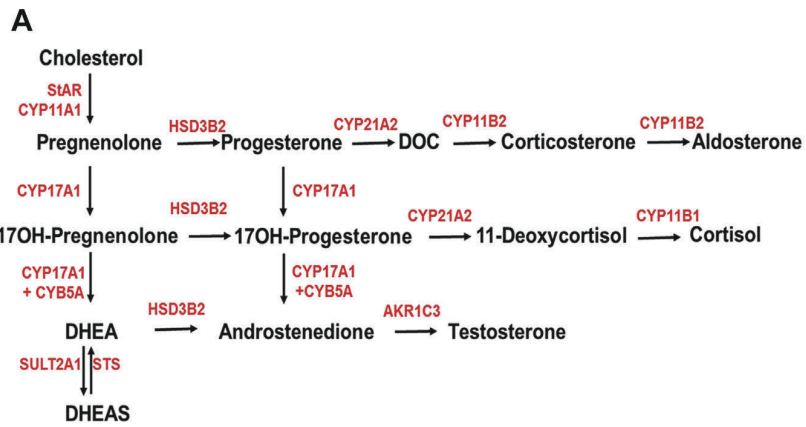 A
Cholesterol
StAR
CYP11A1
HSD3B2 CYP21A2 CYP11B2 CYP11B2
Pregnenolone Progesterone DOC Corticosterone Aldosterone
CYP17A1 CYP17A1
HSD3B2 CYP21A2 CYP11B1
17OH-Pregnenolone 17OH-Progesterone 11-Deoxycortisol Cortisol
CYP17A1 CYP17A1
+ CYB5A +CYB5A
HSD3B2 AKR1C3
DHEA Androstenedione Testosterone
SULT2A1 STS
DHEAS